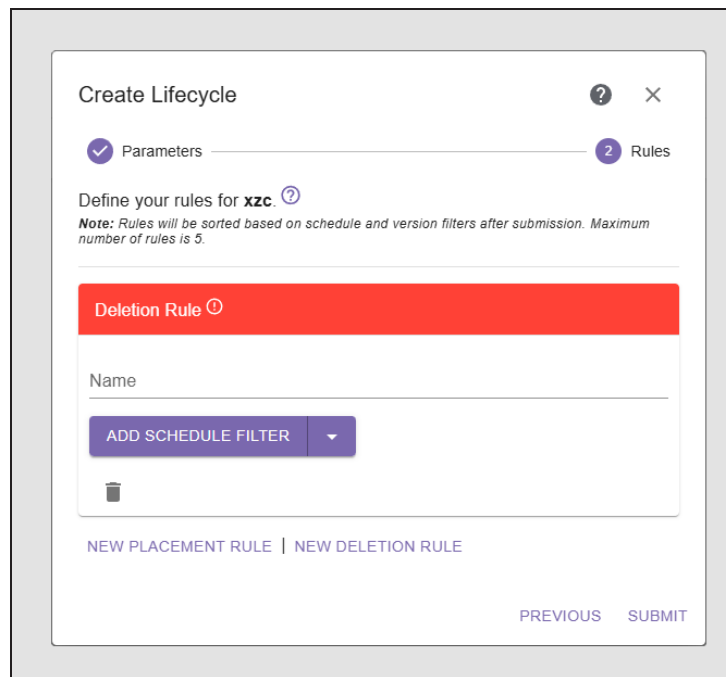 Create Lifecycle
Parameters
2 Rules
Define your rules for xzc.
Note: Rules will be sorted based on schedule and version filters after submission. Maximum
number of rules is 5.
Deletion Rule
Name
ADD SCHEDULE FILTER
NEW PLACEMENT RULE | NEW DELETION RULE
PREVIOUS SUBMIT